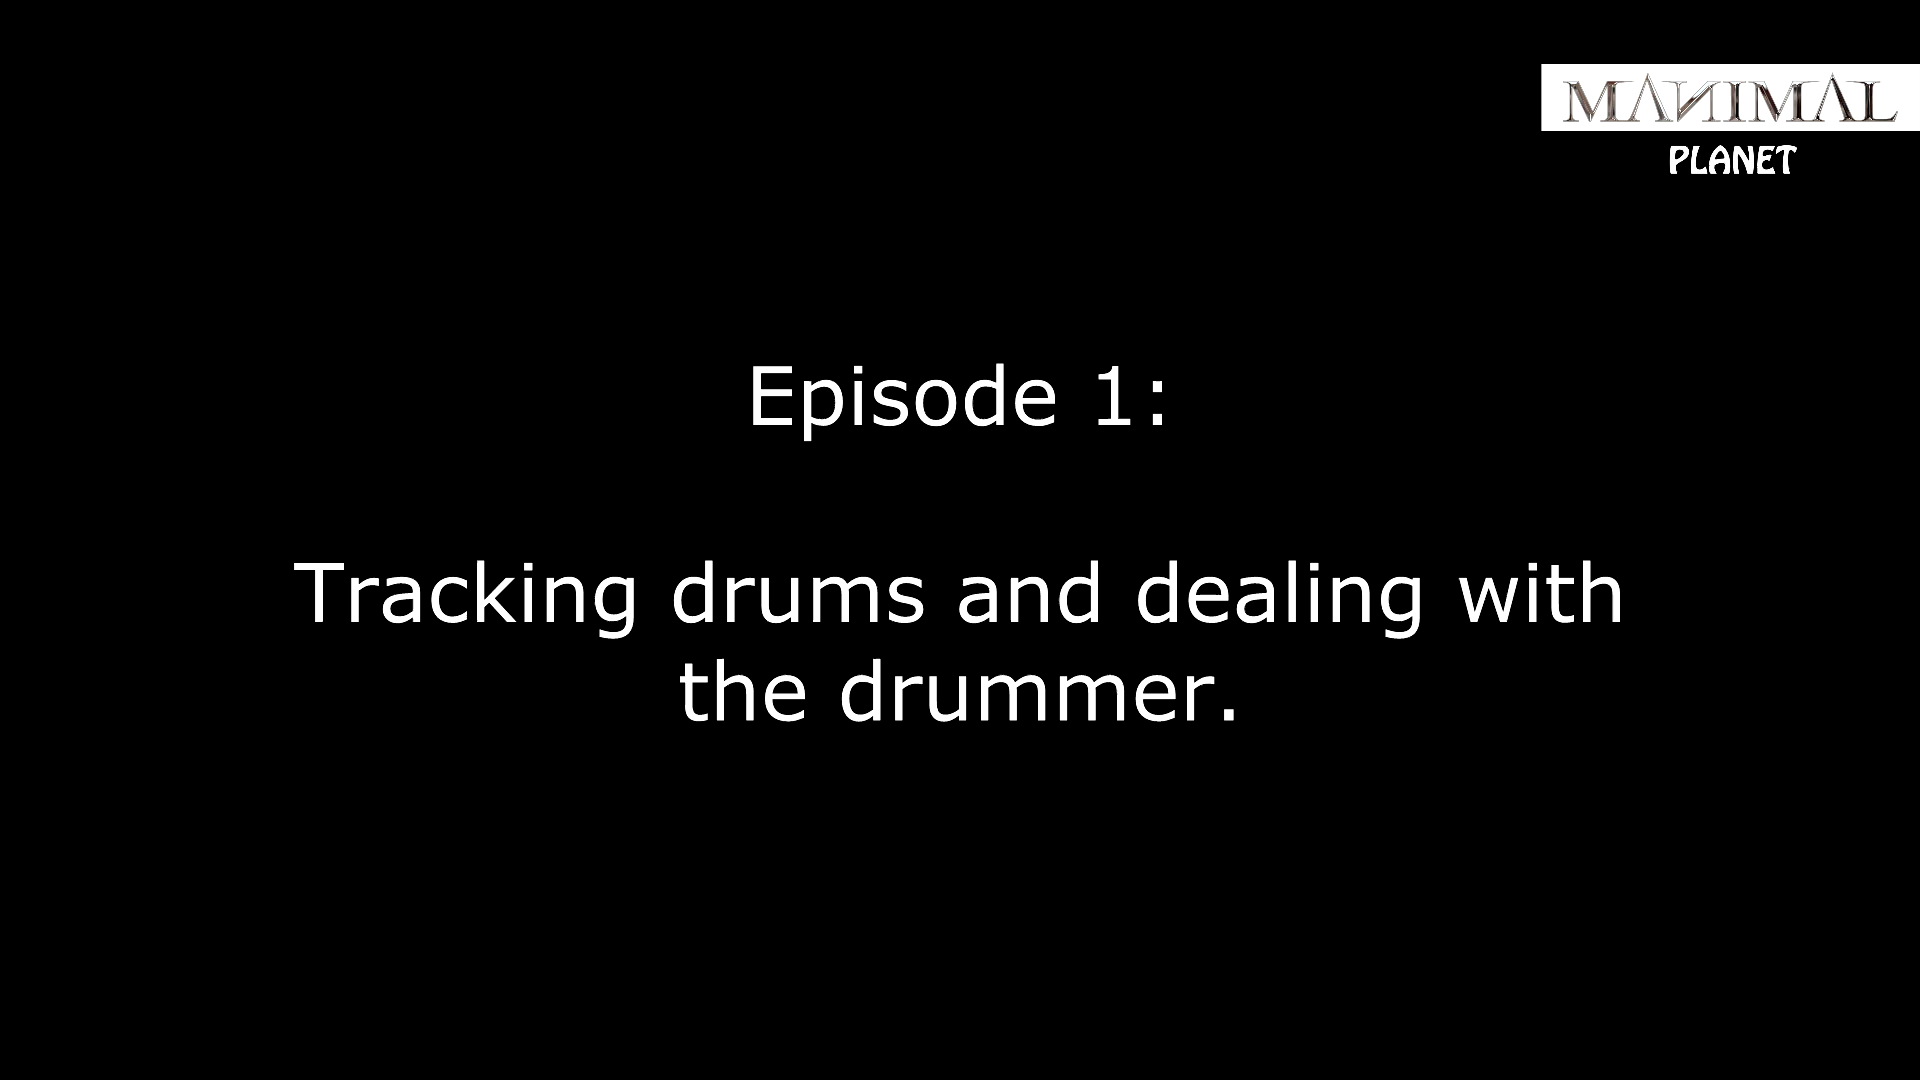 MANIMAL
PLANET
Episode 1:
Tracking drums and dealing with
the drummer.